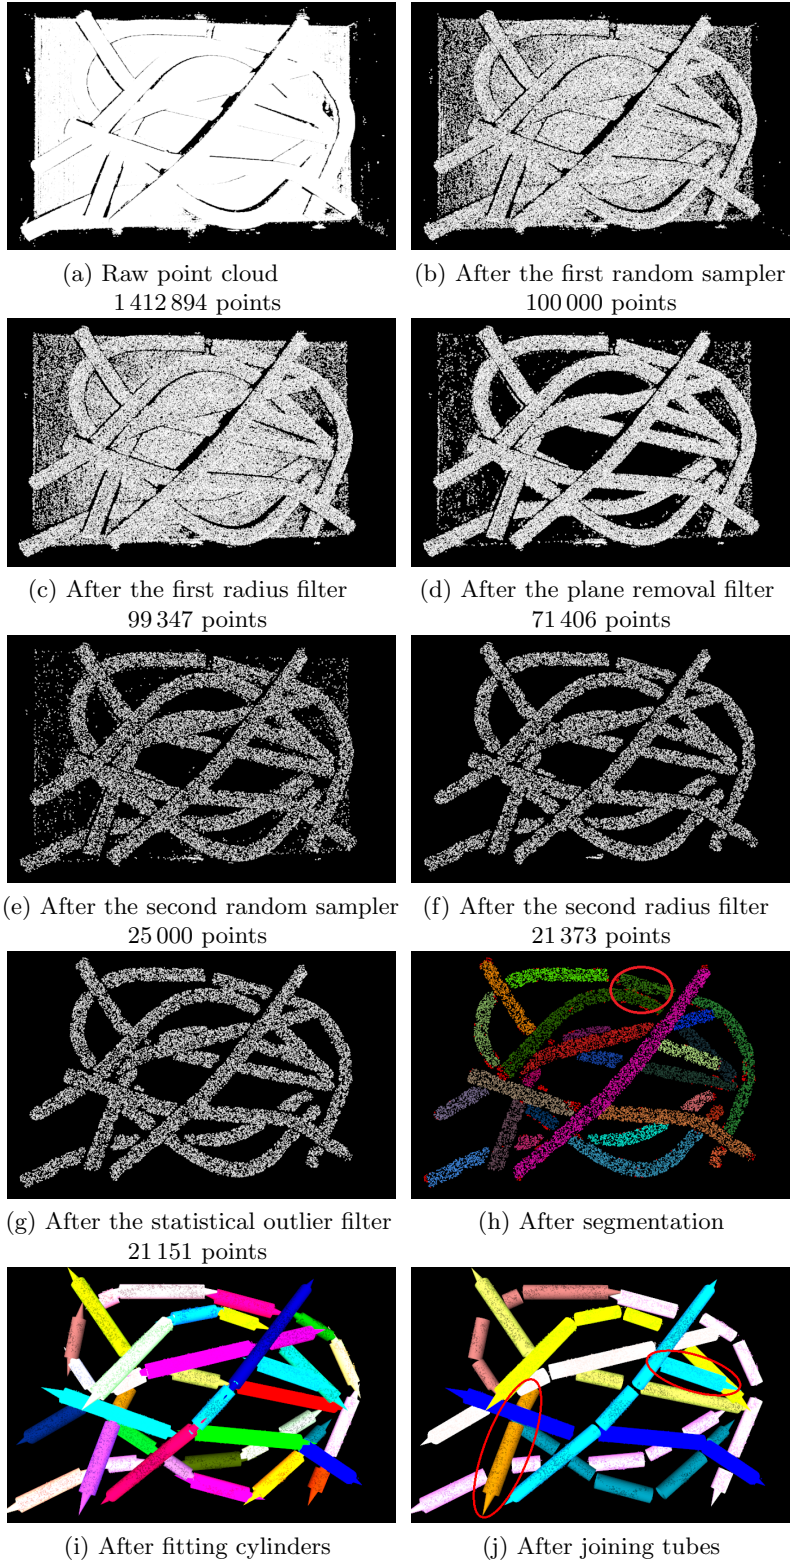 (a) Raw point cloud
1 412 894 points
(b) After the first random sampler
100 000 points
(c) After the first radius filter
99 347 points
(d) After the plane removal filter
71 406 points
(e) After the second random sampler
25 000 points
(f) After the second radius filter
21 373 points
(g) After the statistical outlier filter
21 151 points
(h) After segmentation
(i) After fitting cylinders
(j) After joining tubes